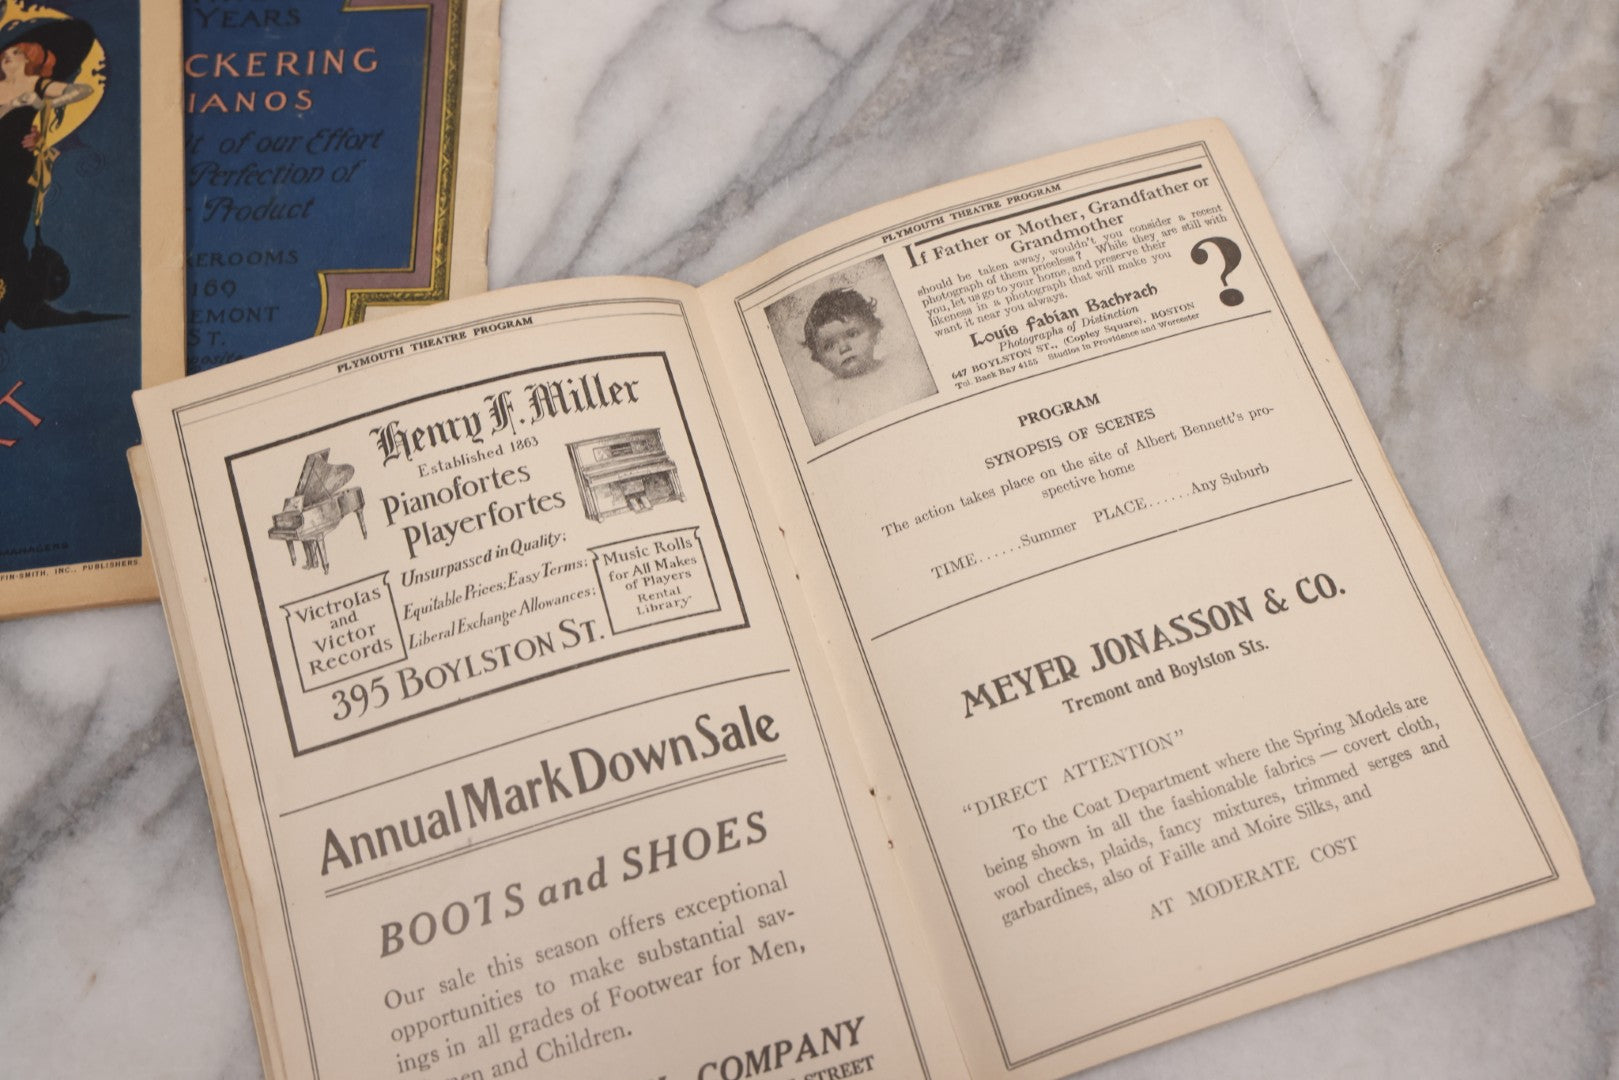 YEARS
CKERING
IANOS
of our Effort
Perfection of
Product
EROOMS
160
EMONT
ST.
MANAGERS
FIN-SMITH, INC., PUBLISHERS
PLYMOUTH THEATRE PROGRAM
Henry F. Miller
Established 1863
Pianofortes
Playerfortes
Unsurpassed in Quality;
Equitable Prices; Easy Terms;
Liberal Exchange Allowances;
Victrolas
and
Victor
Records
Music Rolls
for All Makes
of Players
Rental
Library
395 BOYLSTON ST.
Annual Mark Down Sale
BOOTS and SHOES
Our sale this season offers exceptional
opportunities to make substantial sav-
ings in all grades of Footwear for Men,
and Children.
COMPANY
STREET
PLYMOUTH THEATRE PROGRAM
If Father or Mother, Grandfather or
Grandmother
should be taken away, wouldn't you consider a recent
photograph of them priceless? While they are still with
you, let us go to your home, and preserve their
likeness in a photograph that will make you
want it near you always.
?
Louis Fabian Bachrach
Photographs of Distinction
647 BOYLSTON ST., (Copley Square), BOSTON
Tel. Back Bay 4155 Studios in Providence and Worcester
PROGRAM
SYNOPSIS OF SCENES
The action takes place on the site of Albert Bennett's pro-
spective home
TIME......Summer PLACE......Any Suburb
MEYER JONASSON & CO.
Tremont and Boylston Sts.
"DIRECT ATTENTION"
To the Coat Department where the Spring Models are
being shown in all the fashionable fabrics — covert cloth,
wool checks, plaids, fancy mixtures, trimmed serges and
garbardines, also of Faille and Moire Silks, and
AT MODERATE COST